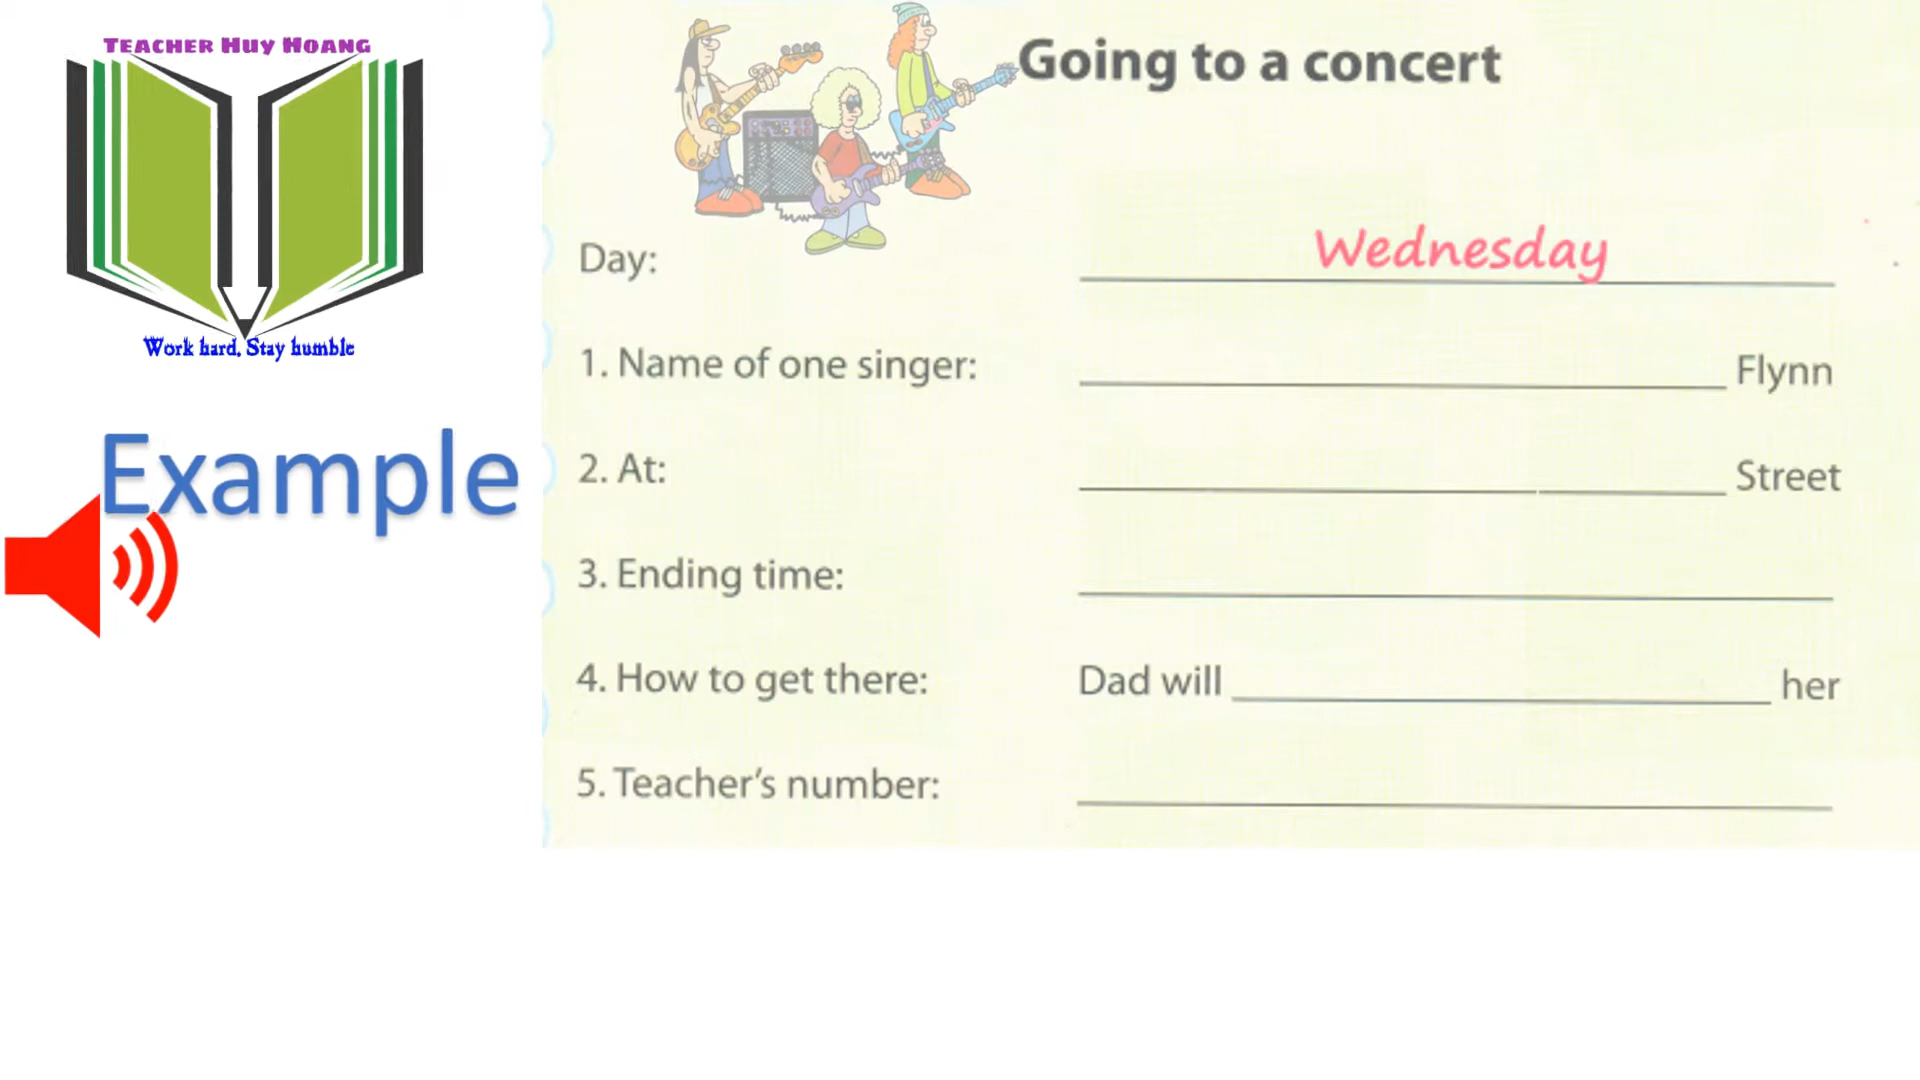 TEACHER HUY HOANG
Work hard, Stay humble
Example
Going to a concert
Day: Wednesday
1. Name of one singer: Flynn
2. At: Street
3. Ending time:
4. How to get there: Dad will her
5. Teacher's number: